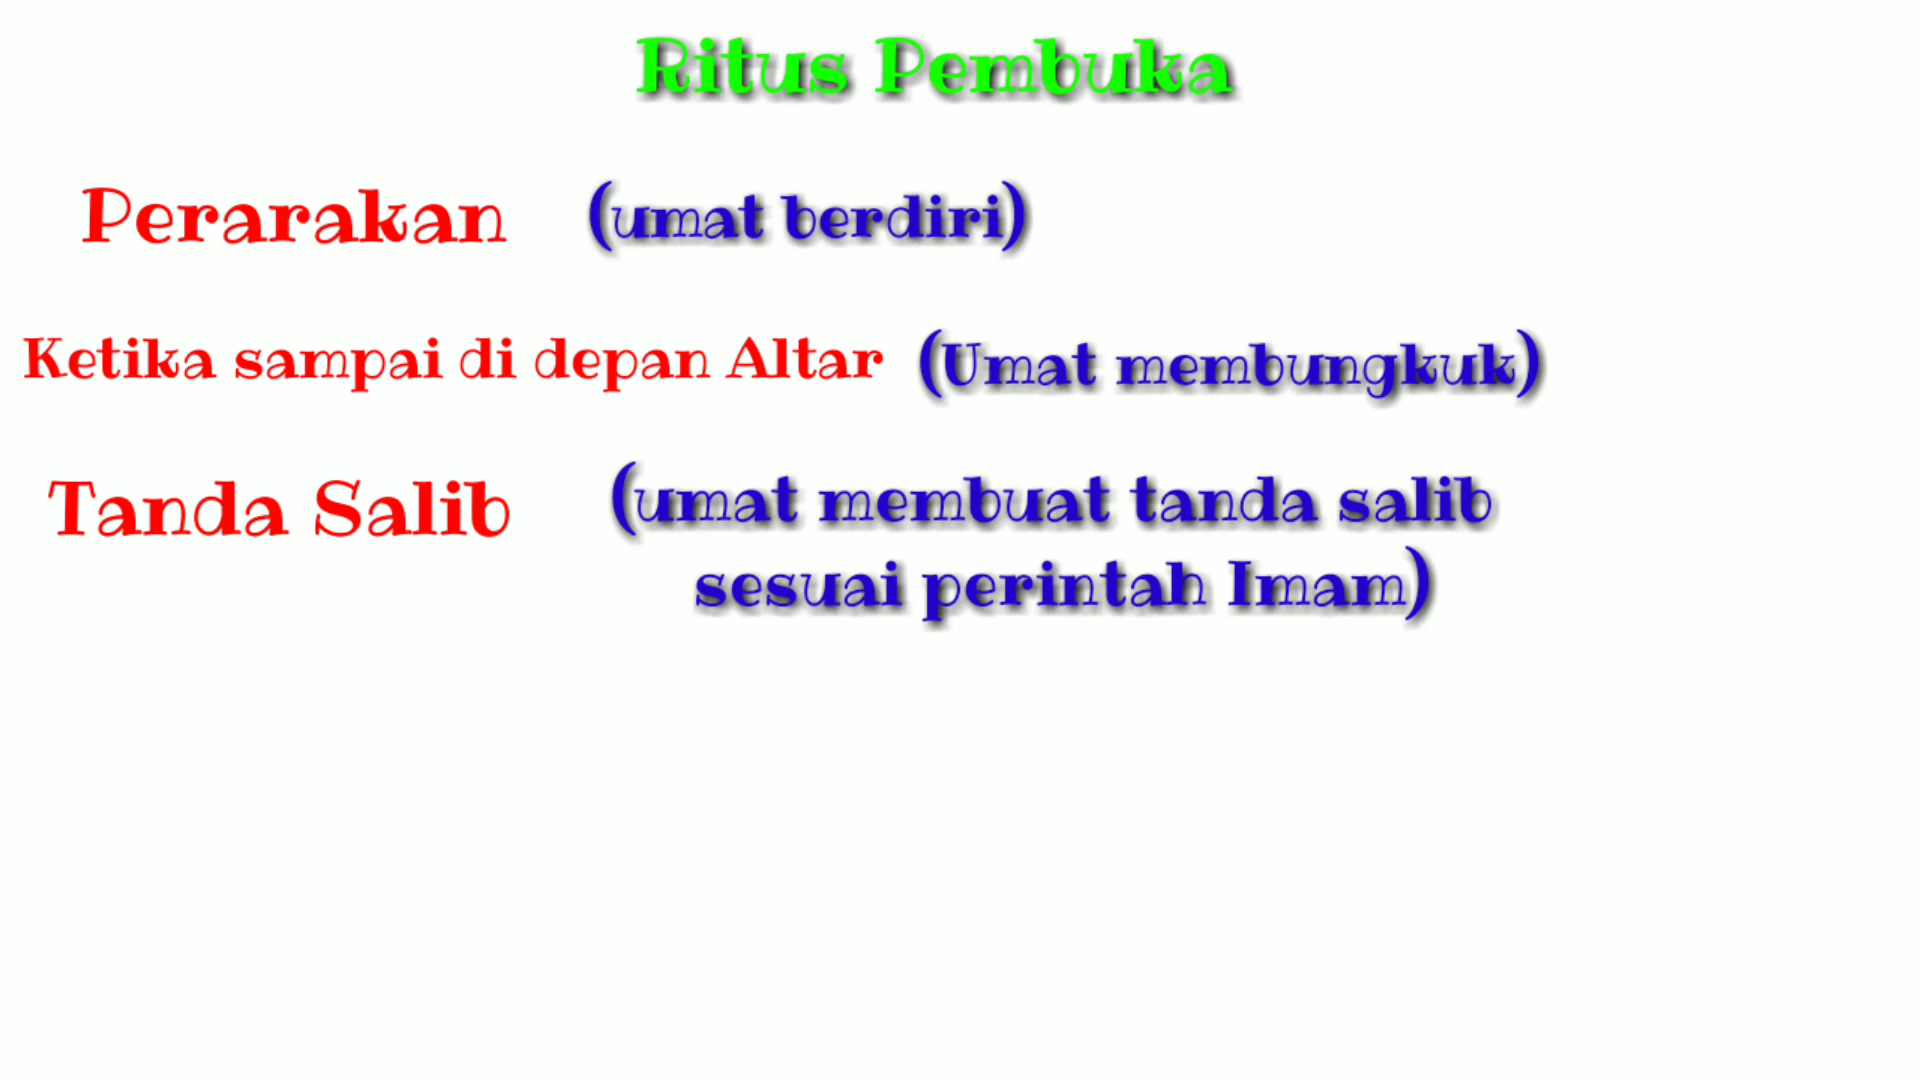 Ritus Pembuka
Perarakan (umat berdiri)
Ketika sampai di depan Altar (Umat membungkuk)
Tanda Salib (umat membuat tanda salib
sesuai perintah Imam)